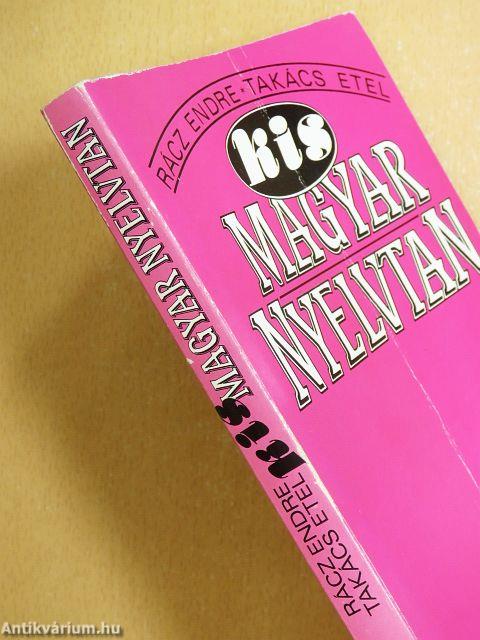 RÁCZ ENDRE • TAKÁCS ETEL
kis
MAGYAR
NYELVTAN
RÁCZ ENDRE
TAKÁCS ETEL
kis MAGYAR NYELVTAN
Antikvárium.hu